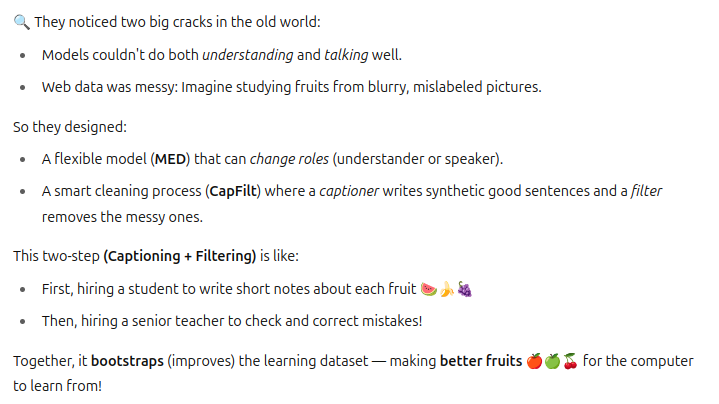 🔍 They noticed two big cracks in the old world:
• Models couldn't do both understanding and talking well.
• Web data was messy: Imagine studying fruits from blurry, mislabeled pictures.
So they designed:
• A flexible model (MED) that can change roles (understander or speaker).
• A smart cleaning process (CapFilt) where a captioner writes synthetic good sentences and a filter
removes the messy ones.
This two-step (Captioning + Filtering) is like:
• First, hiring a student to write short notes about each fruit 🍉🍌🍇
• Then, hiring a senior teacher to check and correct mistakes!
Together, it bootstraps (improves) the learning dataset — making better fruits 🍎🍏🍒 for the computer
to learn from!